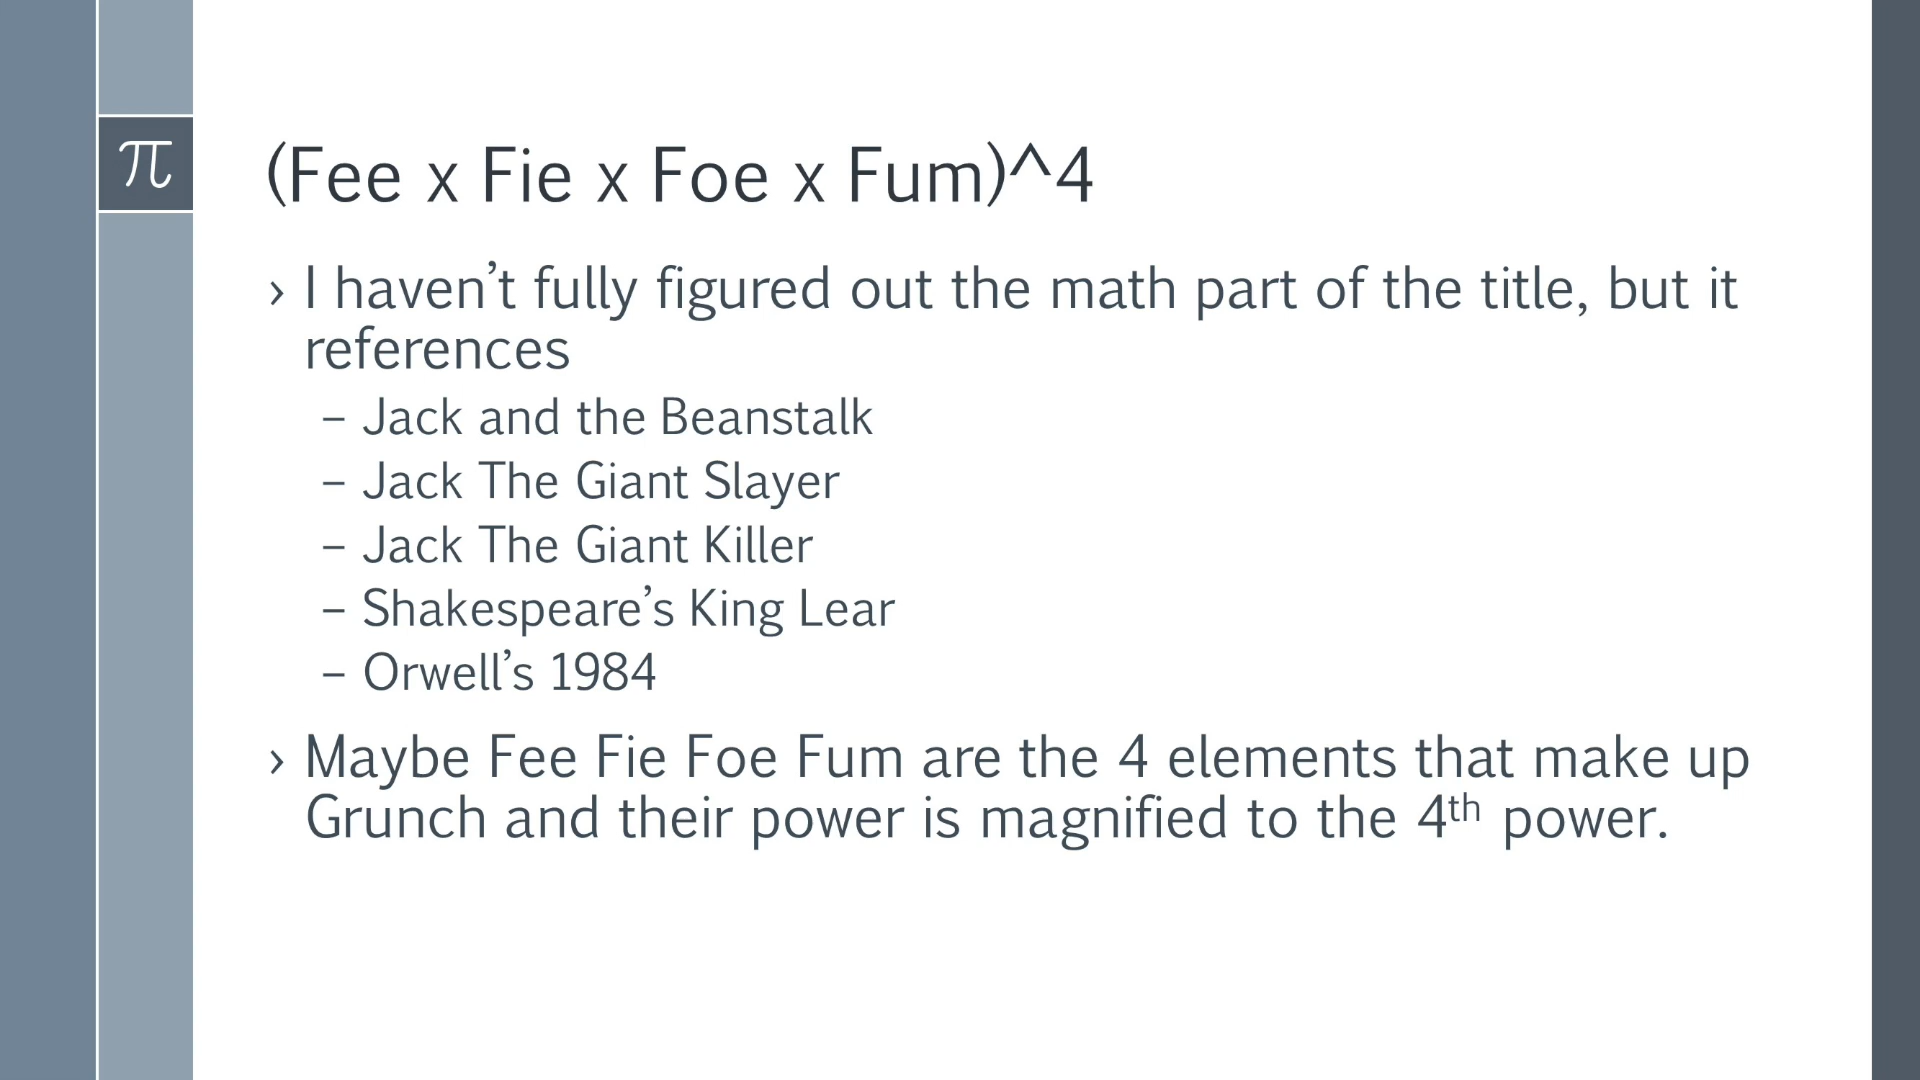 π
(Fee x Fie x Foe x Fum)^4
› I haven’t fully figured out the math part of the title, but it
references
– Jack and the Beanstalk
– Jack The Giant Slayer
– Jack The Giant Killer
– Shakespeare’s King Lear
– Orwell’s 1984
› Maybe Fee Fie Foe Fum are the 4 elements that make up
Grunch and their power is magnified to the 4th power.